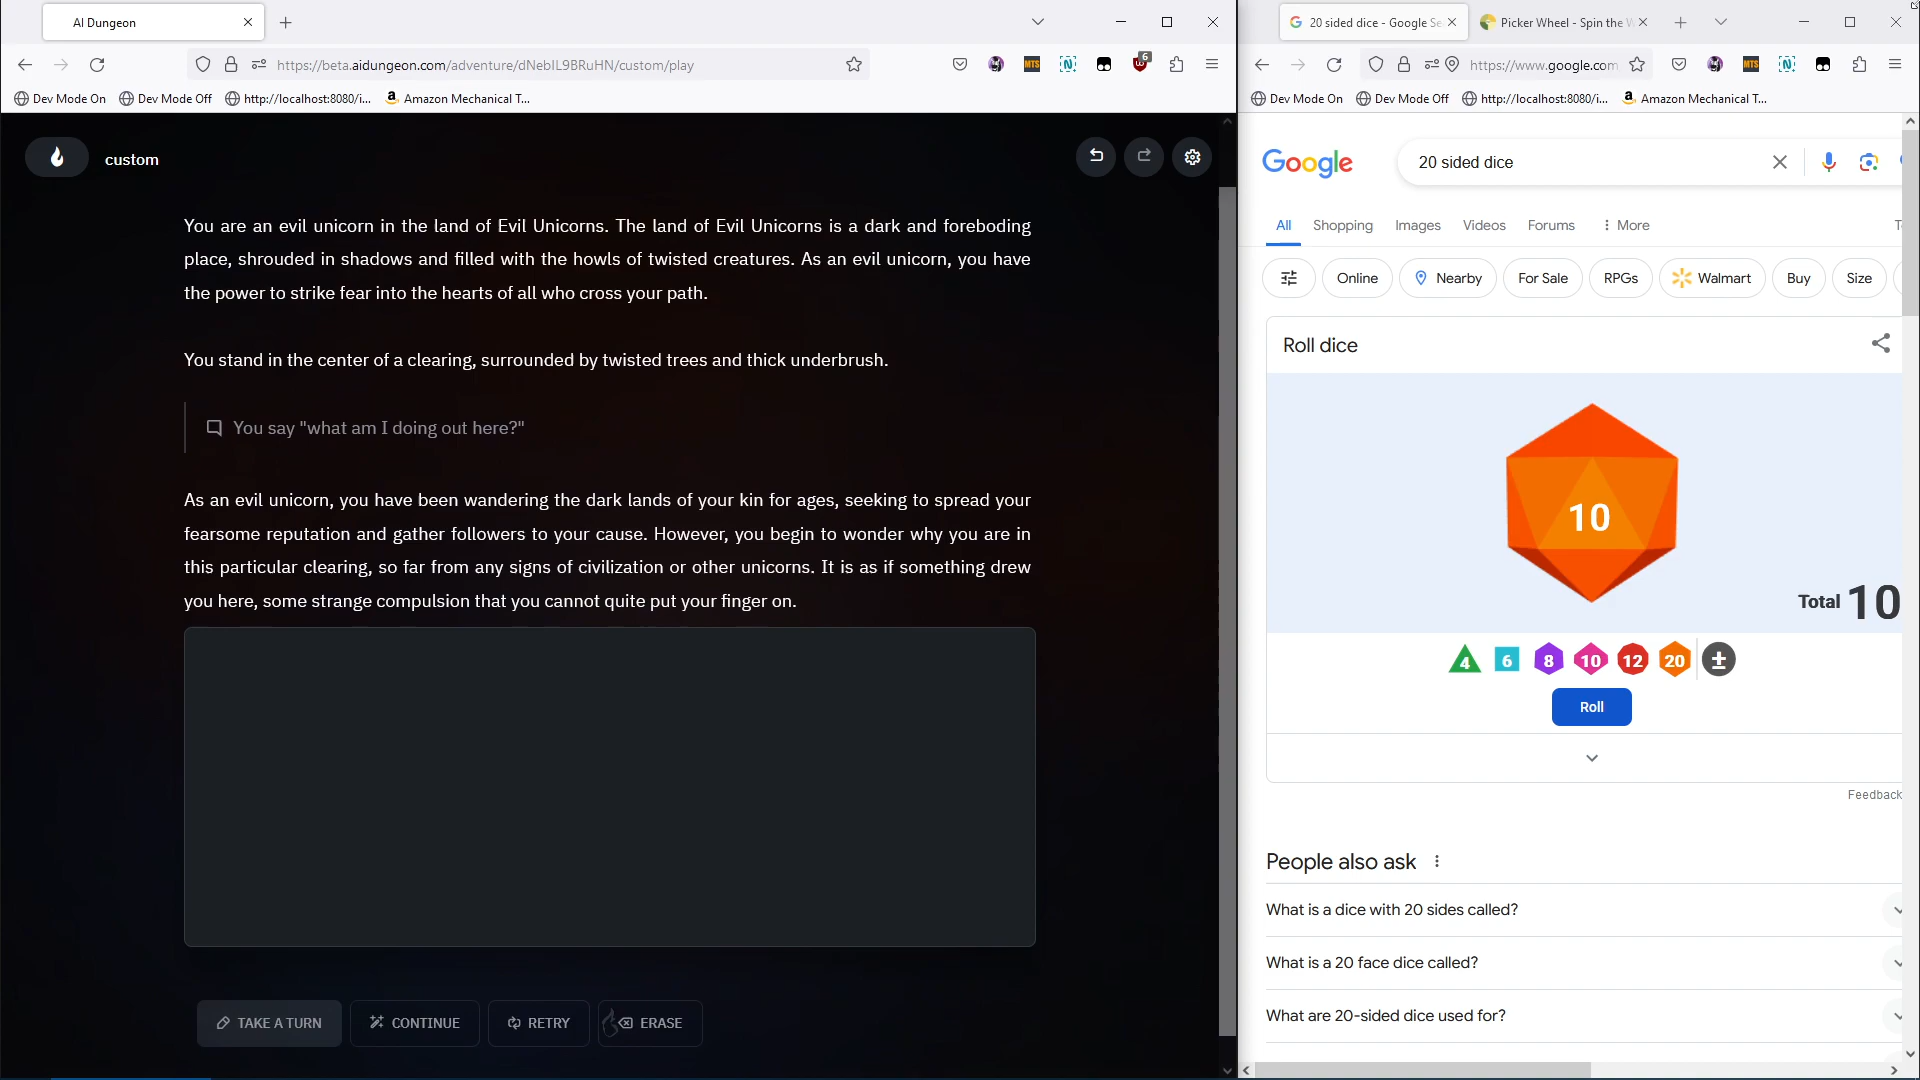 AI Dungeon
20 sided dice - Google Se
Picker Wheel - Spin the W
https://beta.aidungeon.com/adventure/dNebIL9BRuHN/custom/play
MTS
N
6
https://www.google.com
MTS
N
Dev Mode On
Dev Mode Off
http://localhost:8080/i...
Amazon Mechanical T...
Dev Mode On
Dev Mode Off
http://localhost:8080/i...
Amazon Mechanical T...
custom
You are an evil unicorn in the land of Evil Unicorns. The land of Evil Unicorns is a dark and foreboding
place, shrouded in shadows and filled with the howls of twisted creatures. As an evil unicorn, you have
the power to strike fear into the hearts of all who cross your path.
You stand in the center of a clearing, surrounded by twisted trees and thick underbrush.
You say "what am I doing out here?"
As an evil unicorn, you have been wandering the dark lands of your kin for ages, seeking to spread your
fearsome reputation and gather followers to your cause. However, you begin to wonder why you are in
this particular clearing, so far from any signs of civilization or other unicorns. It is as if something drew
you here, some strange compulsion that you cannot quite put your finger on.
TAKE A TURN
CONTINUE
RETRY
ERASE
Google
20 sided dice
All
Shopping
Images
Videos
Forums
More
Online
Nearby
For Sale
RPGs
Walmart
Buy
Size
Roll dice
10
Total 10
4
6
8
10
12
20
±
Roll
Feedback
People also ask
What is a dice with 20 sides called?
What is a 20 face dice called?
What are 20-sided dice used for?